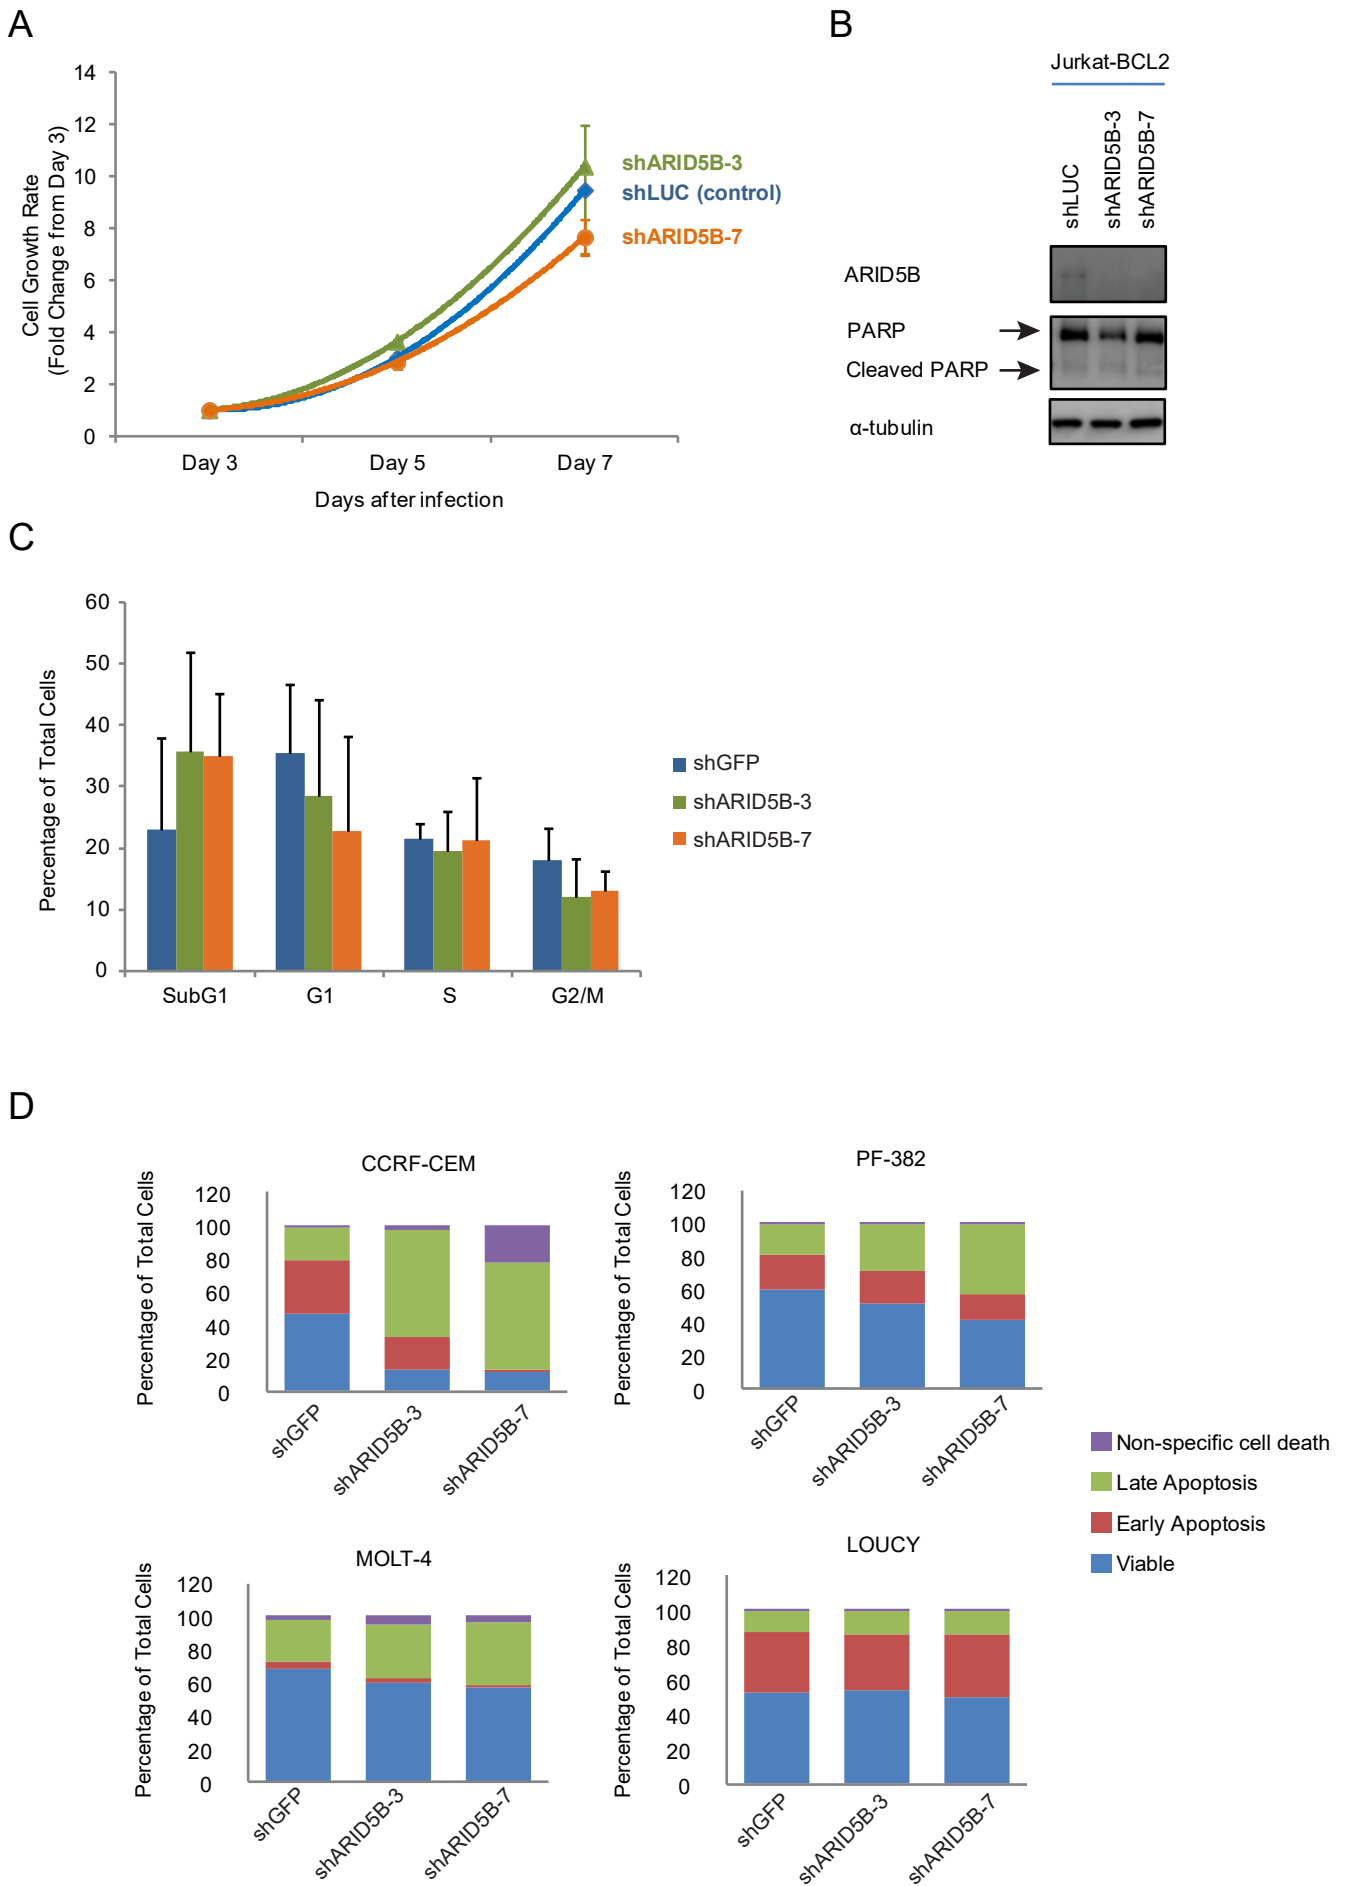 A
14
12
10
8
6
4
2
0
Cell Growth Rate
(Fold Change from Day 3)
shARID5B-3
shLUC (control)
shARID5B-7
Day 3
Day 5
Day 7
Days after infection
B
Jurkat-BCL2
shLUC
shARID5B-3
shARID5B-7
ARID5B
PARP
Cleaved PARP
α-tubulin
C
60
50
40
30
20
10
0
Percentage of Total Cells
SubG1
G1
S
G2/M
shGFP
shARID5B-3
shARID5B-7
D
CCRF-CEM
Percentage of Total Cells
120
100
80
60
40
20
0
shGFP
shARID5B-3
shARID5B-7
PF-382
Percentage of Total Cells
120
100
80
60
40
20
0
shGFP
shARID5B-3
shARID5B-7
Non-specific cell death
Late Apoptosis
Early Apoptosis
Viable
MOLT-4
Percentage of Total Cells
120
100
80
60
40
20
0
shGFP
shARID5B-3
shARID5B-7
LOUCY
Percentage of Total Cells
120
100
80
60
40
20
0
shGFP
shARID5B-3
shARID5B-7